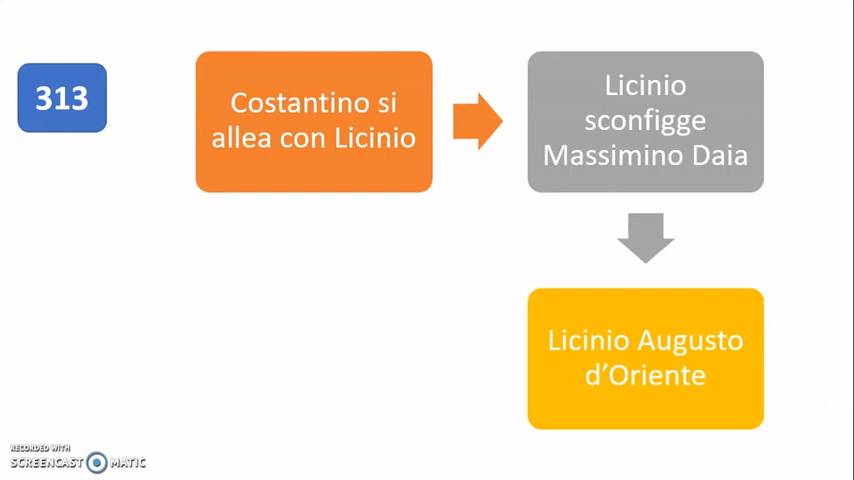 313
Costantino si
allea con Licinio
Licinio
sconfigge
Massimino Daia
Licinio Augusto
d’Oriente
RECORDED WITH
SCREENCAST MATIC